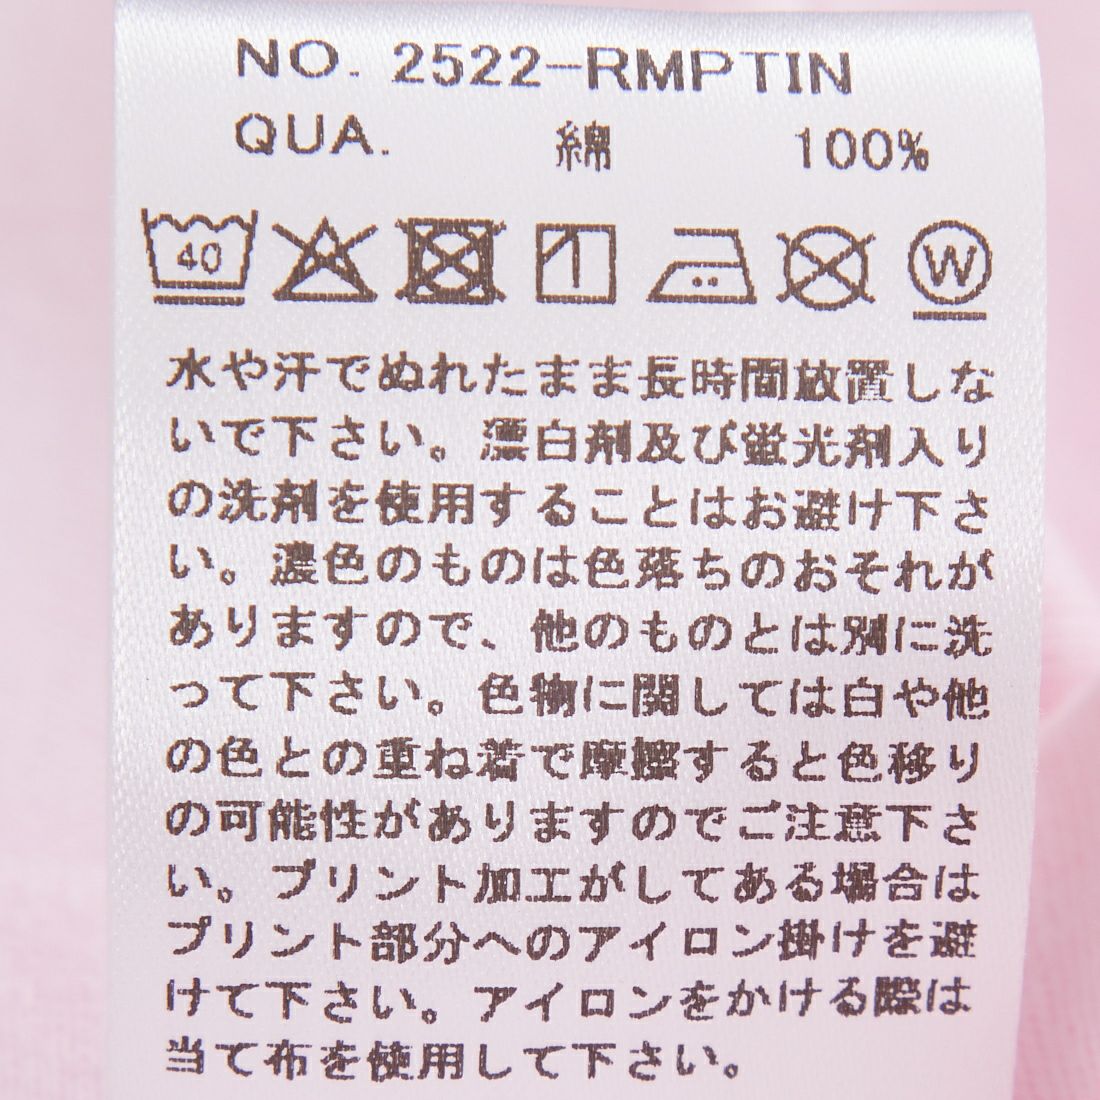 NO. 2522-RMPTIN
QUA. 綿 100%
40 W
水や汗でぬれたまま長時間放置しな
いで下さい。漂白剤及び蛍光剤入り
の洗剤を使用することはお避け下さ
い。濃色のものは色落ちのおそれが
ありますので、他のものとは別に洗
って下さい。色物に関しては白や他
の色との重ね着で摩擦すると色移り
の可能性がありますのでご注意下さ
い。プリント加工がしてある場合は
プリント部分へのアイロン掛けを避
けて下さい。アイロンをかける際は
当て布を使用して下さい。